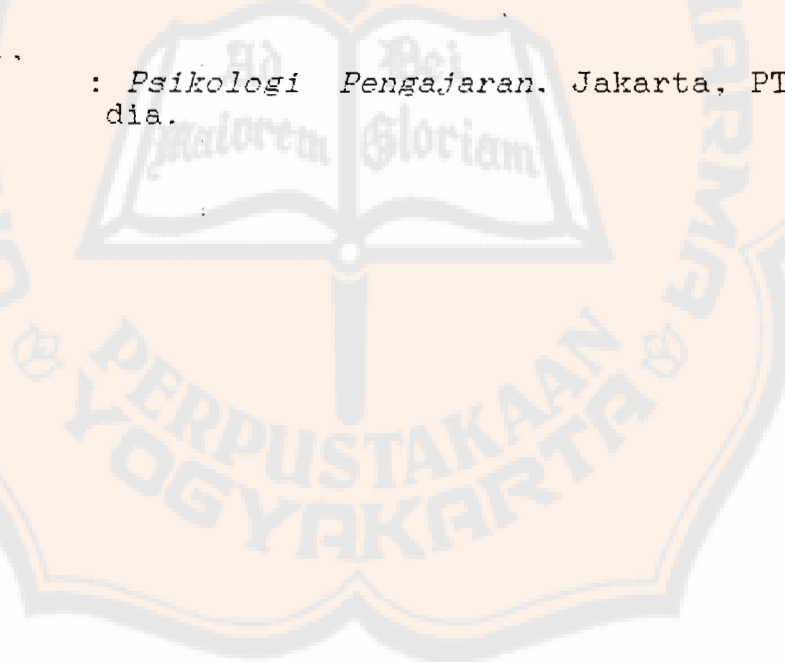 : Psikologi Pengajaran. Jakarta, PT
dia.
Ad Dei
Maiorem Gloriam
PERPUSTAKAAN
YOGYAKARTA